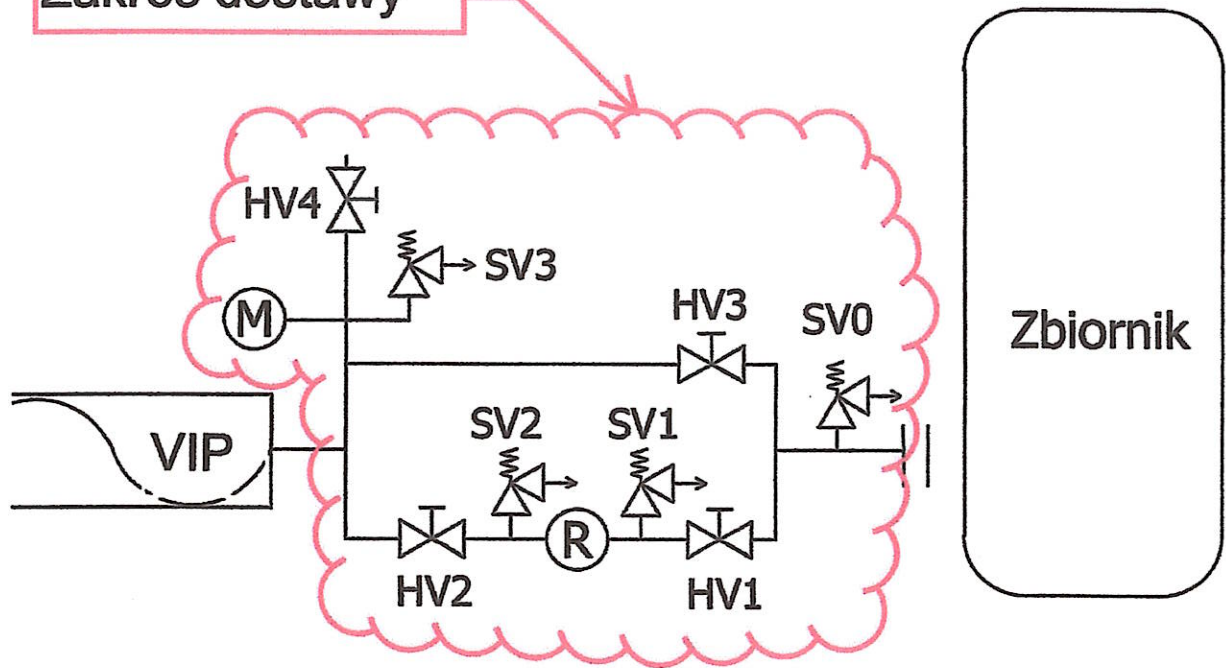 Zakres dostawy
HV4
SV3
M
HV3
SV0
Zbiornik
VIP
SV2
SV1
R
HV2
HV1